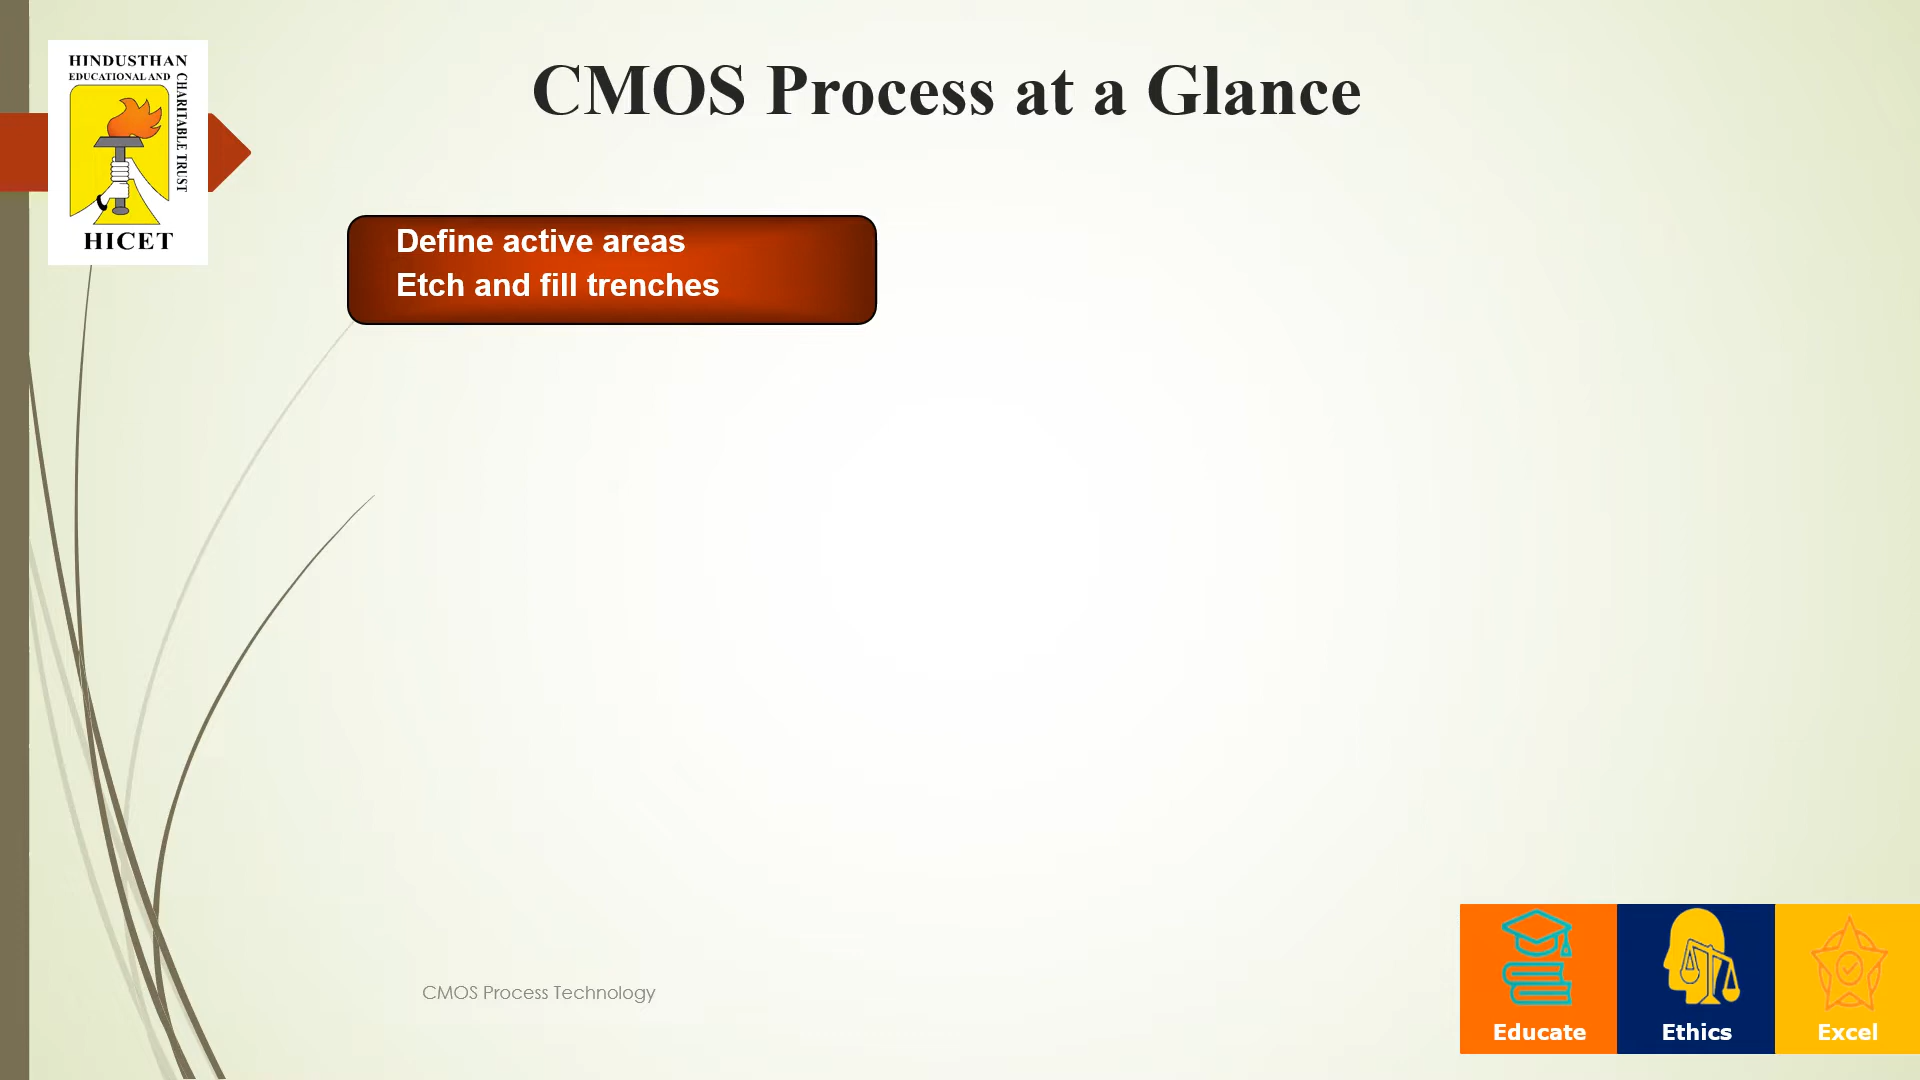 HINDUSTHAN
EDUCATIONAL AND
CHARITABLE TRUST
HICET
CMOS Process at a Glance
Define active areas
Etch and fill trenches
CMOS Process Technology
Educate
Ethics
Excel